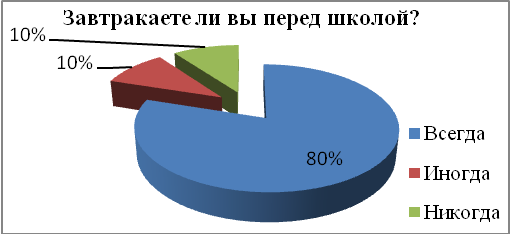 Завтракаете ли вы перед школой?
10%
10%
80%
Всегда
Иногда
Никогда